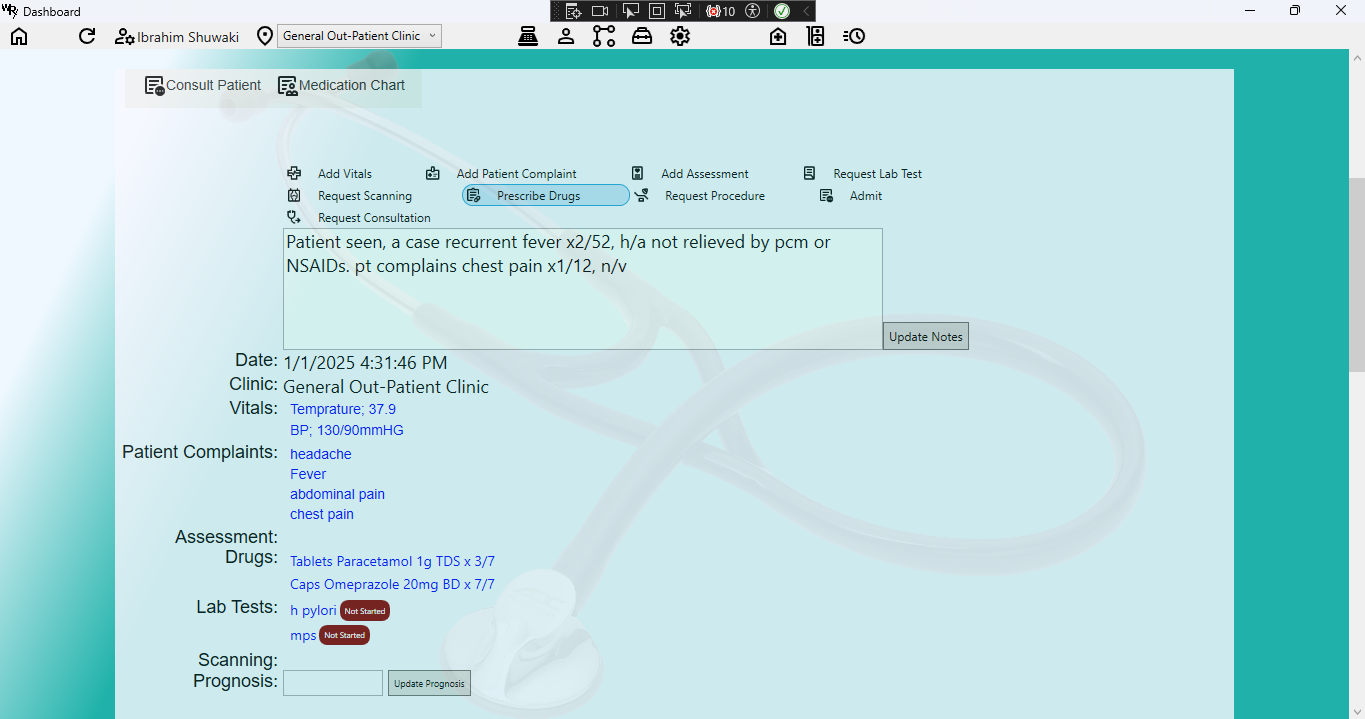 Dashboard
10
Ibrahim Shuwaki
General Out-Patient Clinic
Consult Patient
Medication Chart
Add Vitals
Add Patient Complaint
Add Assessment
Request Lab Test
Request Scanning
Prescribe Drugs
Request Procedure
Admit
Request Consultation
Patient seen, a case recurrent fever x2/52, h/a not relieved by pcm or
NSAIDs. pt complains chest pain x1/12, n/v
Update Notes
Date: 1/1/2025 4:31:46 PM
Clinic: General Out-Patient Clinic
Vitals: Temprature; 37.9
BP; 130/90mmHG
Patient Complaints: headache
Fever
abdominal pain
chest pain
Assessment:
Drugs: Tablets Paracetamol 1g TDS x 3/7
Caps Omeprazole 20mg BD x 7/7
Lab Tests: h pylori Not Started
mps Not Started
Scanning:
Prognosis: Update Prognosis